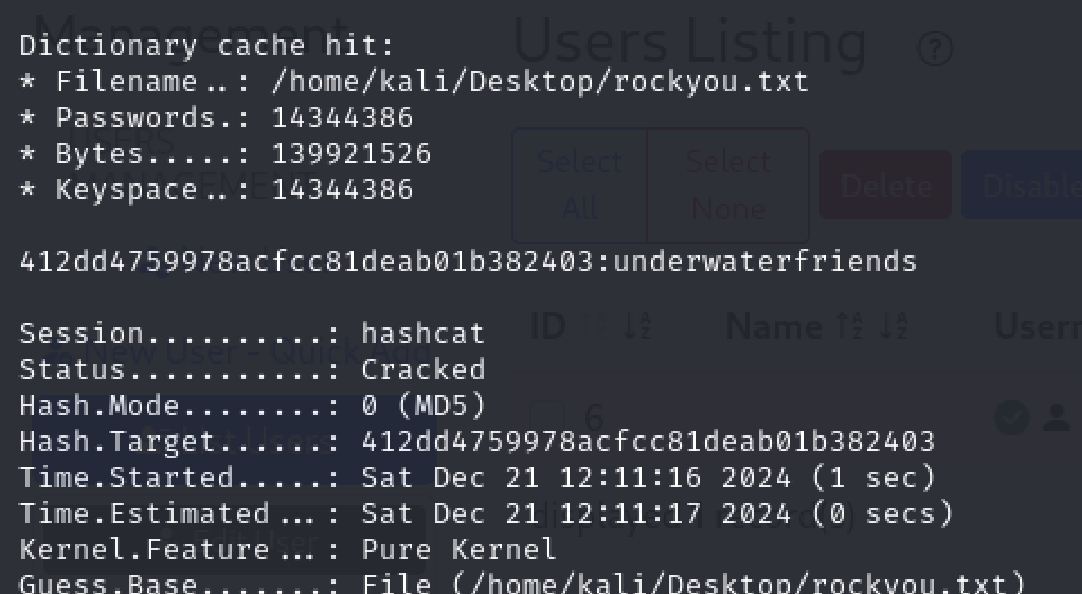 Management
Users Listing
Dictionary cache hit:
* Filename..: /home/kali/Desktop/rockyou.txt
* Passwords.: 14344386
* Bytes.....: 139921526
* Keyspace..: 14344386
Select All
Select None
Delete
Disable
412dd4759978acfcc81deab01b382403:underwaterfriends
ID
Name
Usern
New User - Quick Add
Session..........: hashcat
Status...........: Cracked
Hash.Mode........: 0 (MD5)
6
Hash.Target......: 412dd4759978acfcc81deab01b382403
Time.Started.....: Sat Dec 21 12:11:16 2024 (1 sec)
Time.Estimated...: Sat Dec 21 12:11:17 2024 (0 secs)
Kernel.Feature...: Pure Kernel
Guess.Base.......: File (/home/kali/Desktop/rockyou.txt)